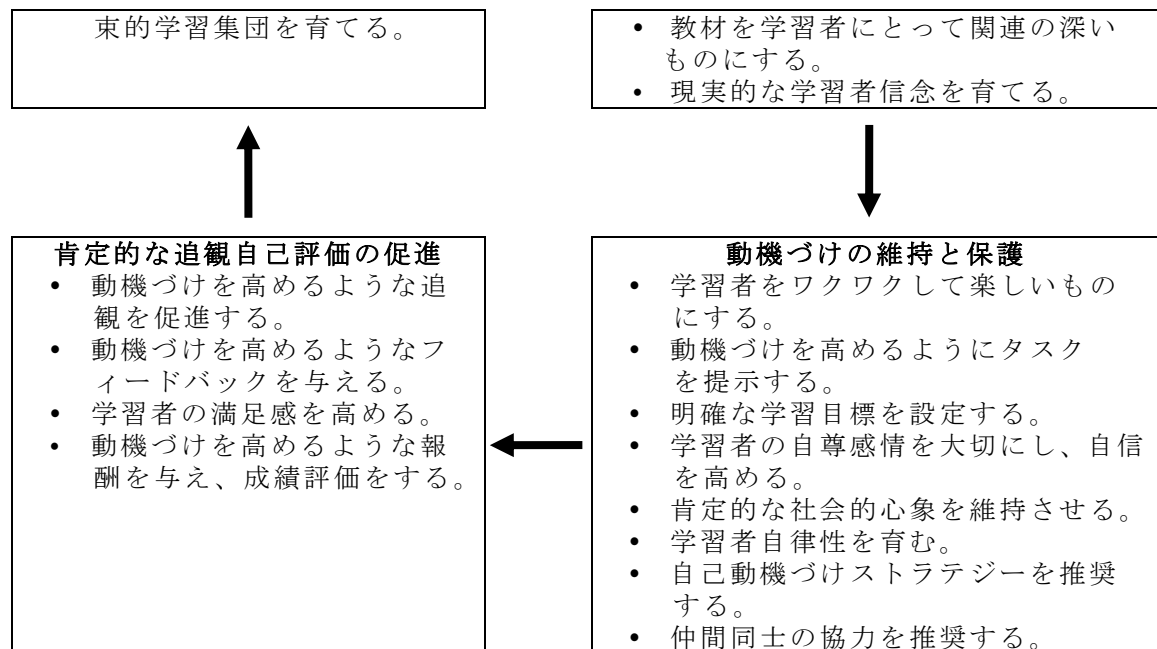 束的学習集団を育てる。
• 教材を学習者にとって関連の深い
ものにする。
• 現実的な学習者信念を育てる。
肯定的な追観自己評価の促進
• 動機づけを高めるような追
観を促進する。
• 動機づけを高めるようなフ
ィードバックを与える。
• 学習者の満足感を高める。
• 動機づけを高めるような報
酬を与え、成績評価をする。
動機づけの維持と保護
• 学習者をワクワクして楽しいもの
にする。
• 動機づけを高めるようにタスク
を提示する。
• 明確な学習目標を設定する。
• 学習者の自尊感情を大切にし、自信
を高める。
• 肯定的な社会的心象を維持させる。
• 学習者自律性を育む。
• 自己動機づけストラテジーを推奨
する。
• 仲間同士の協力を推奨する。